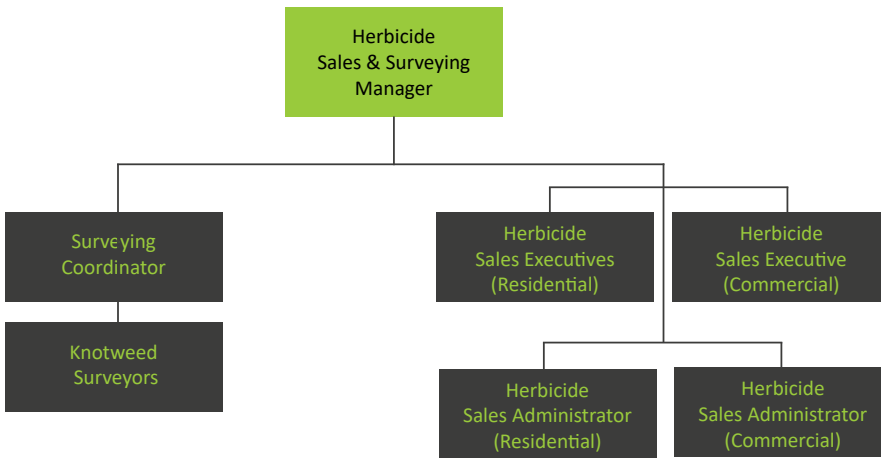 Herbicide
Sales & Surveying
Manager
Surveying
Coordinator
Herbicide
Sales Executives
(Residential)
Herbicide
Sales Executive
(Commercial)
Knotweed
Surveyors
Herbicide
Sales Administrator
(Residential)
Herbicide
Sales Administrator
(Commercial)